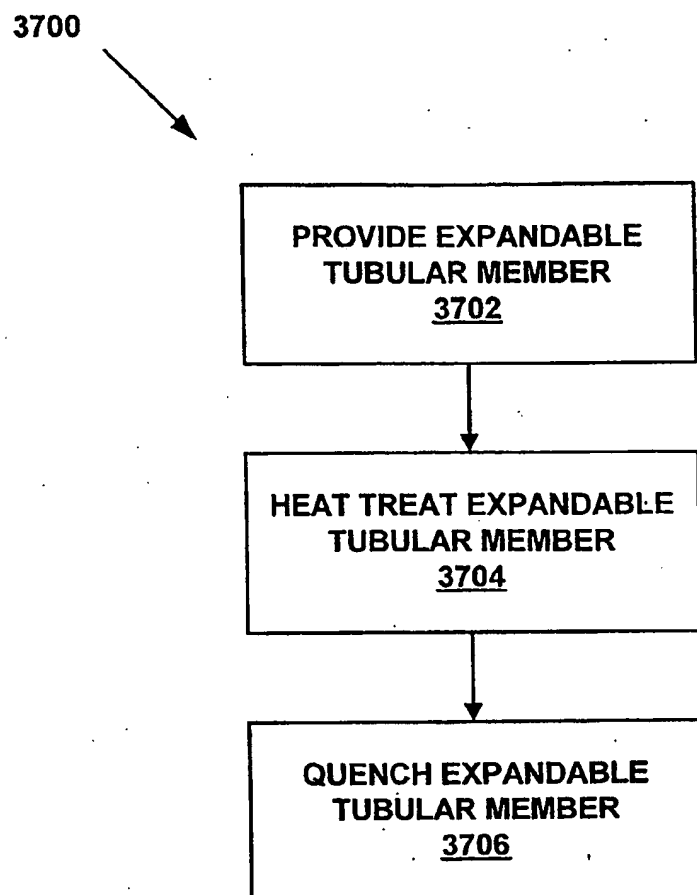 3700
PROVIDE EXPANDABLE
TUBULAR MEMBER
3702
HEAT TREAT EXPANDABLE
TUBULAR MEMBER
3704
QUENCH EXPANDABLE
TUBULAR MEMBER
3706